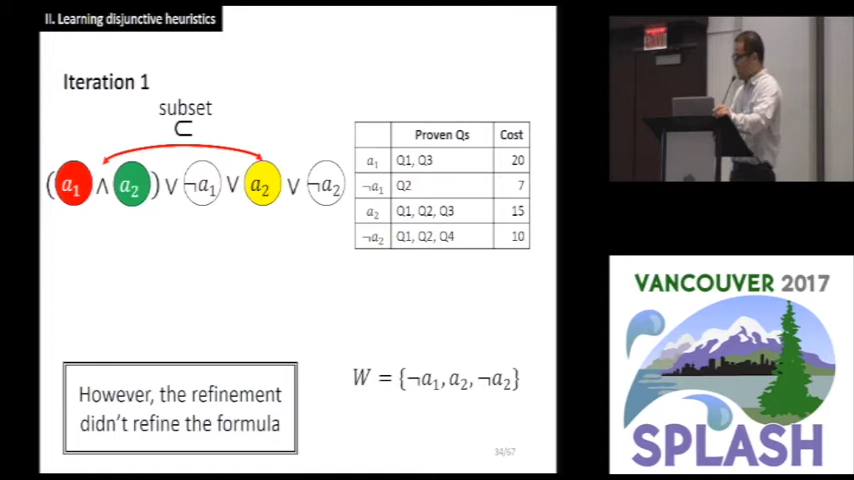 II. Learning disjunctive heuristics
Iteration 1
subset
⊂
(a₁ ∧ a₂) ∨ ¬a₁ ∨ a₂ ∨ ¬a₂
Proven Qs Cost
a₁ Q1, Q3 20
¬a₁ Q2 7
a₂ Q1, Q2, Q3 15
¬a₂ Q1, Q2, Q4 10
W = {¬a₁, a₂, ¬a₂}
However, the refinement
didn't refine the formula
34/67
EXIT
VANCOUVER 2017
SPLASH